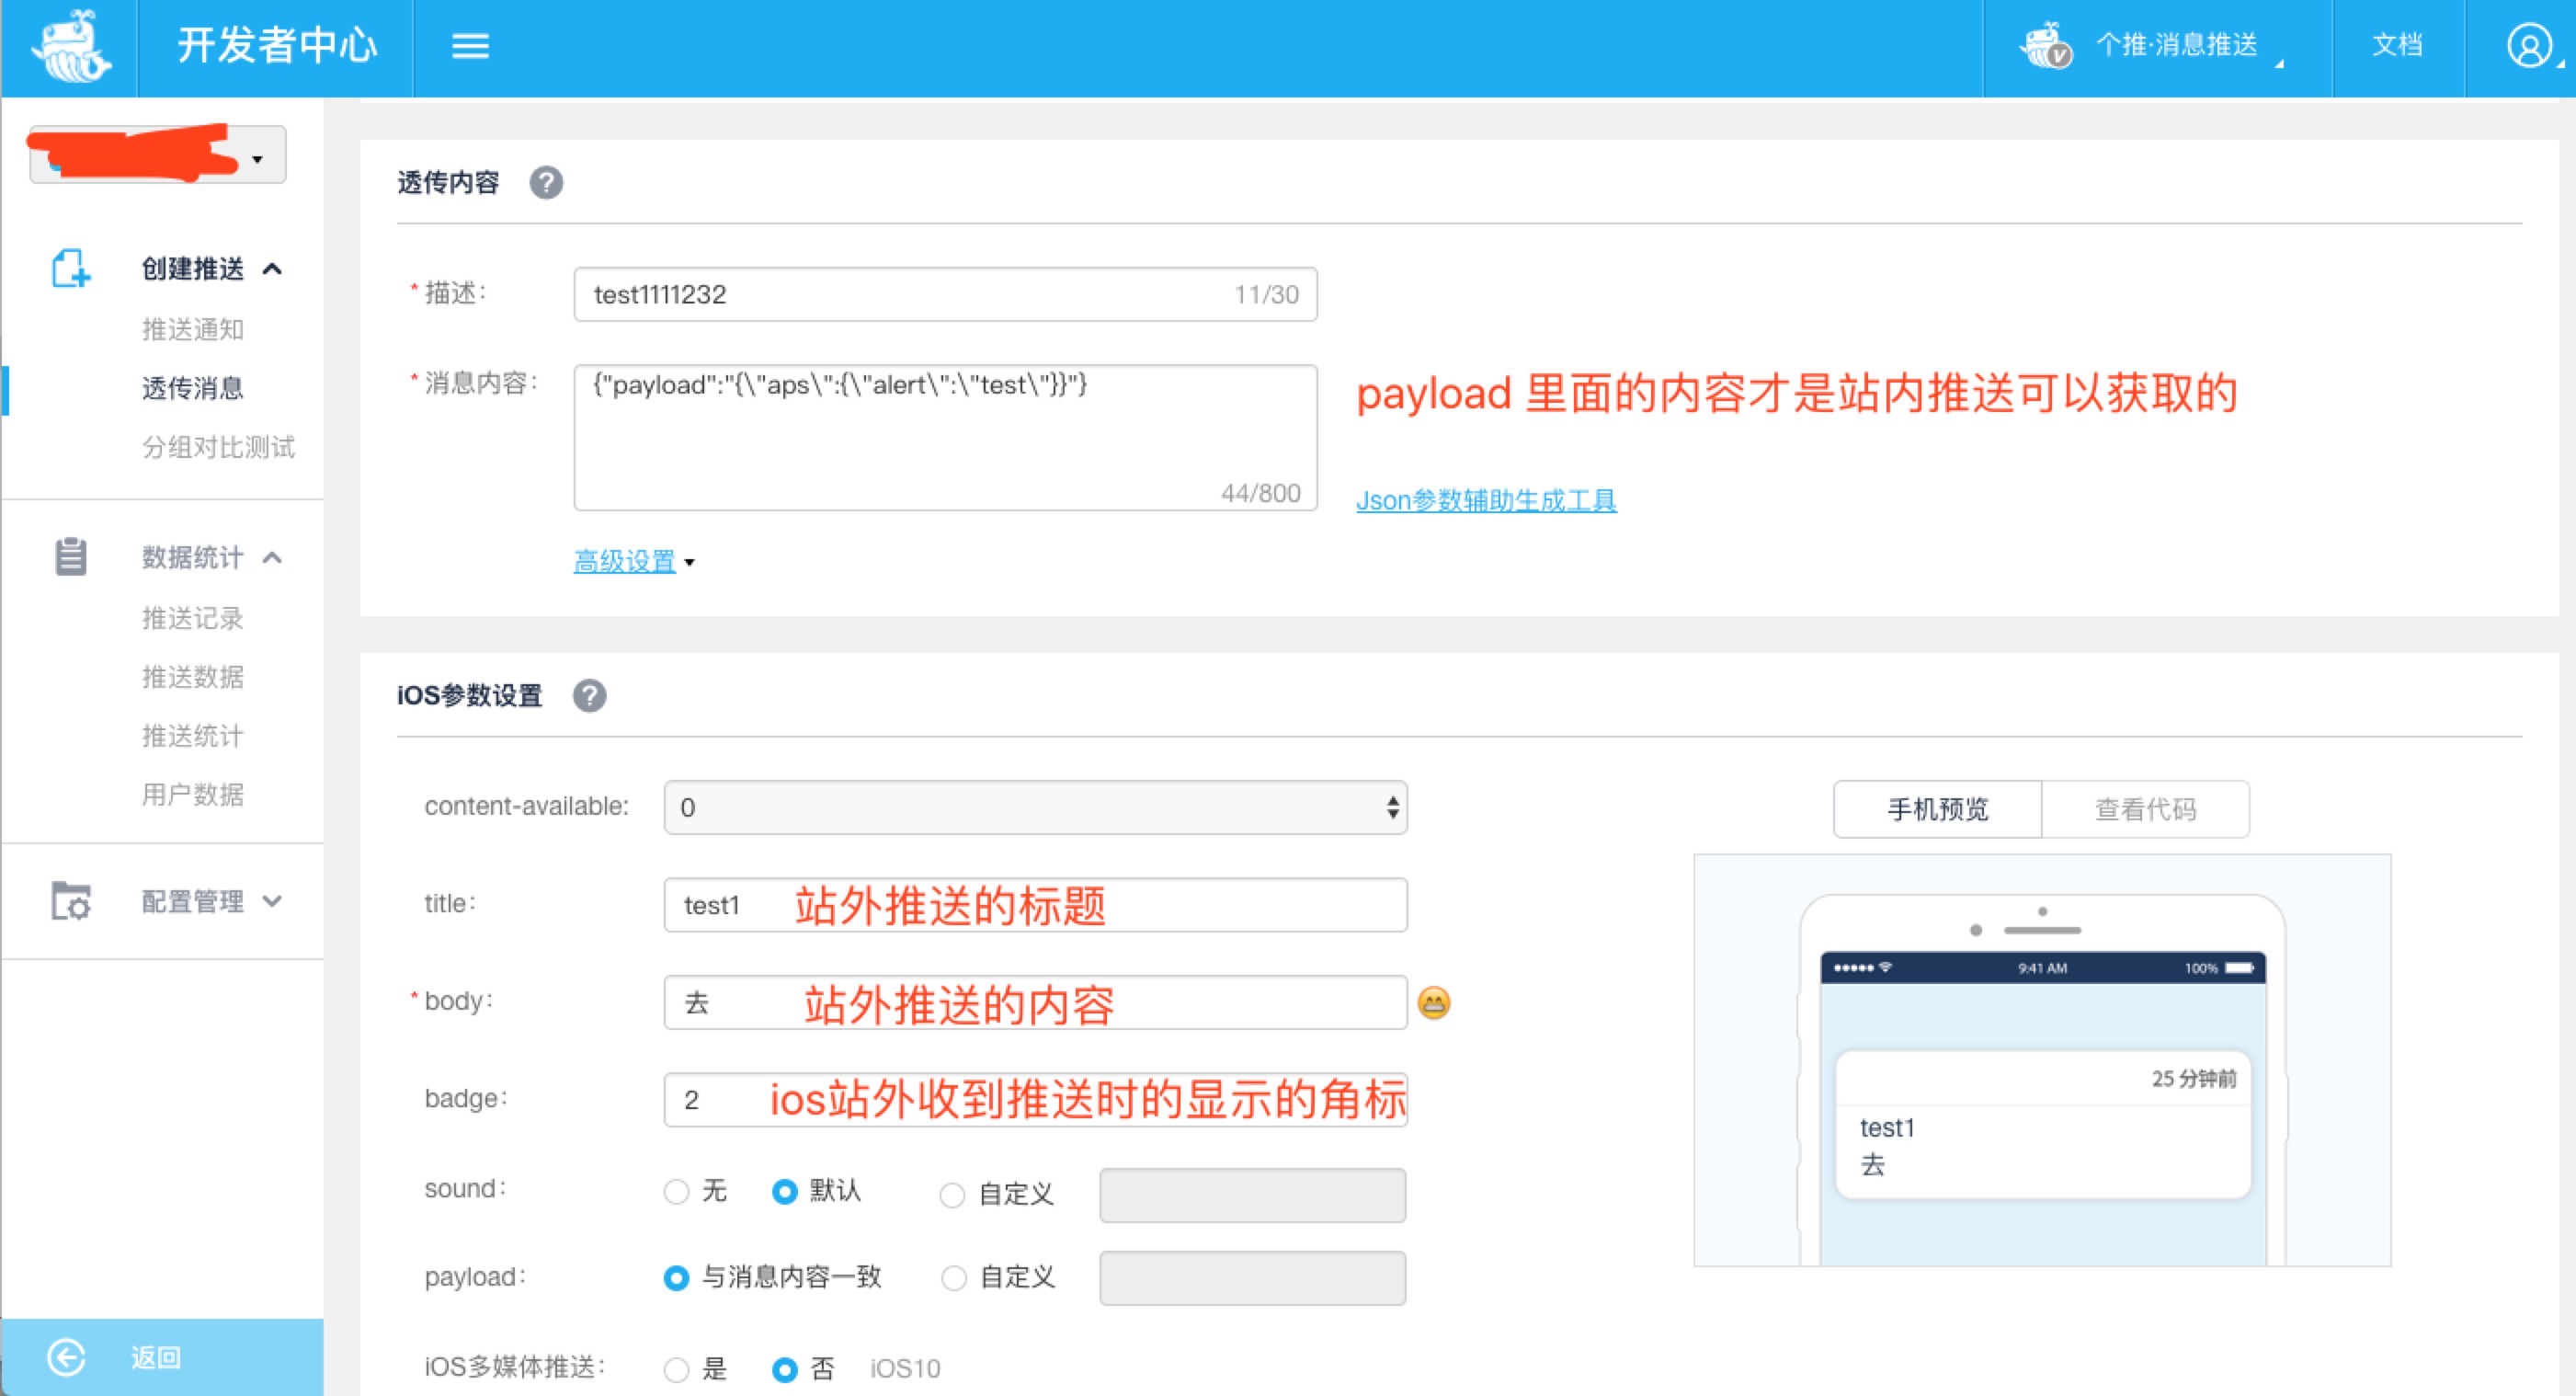 开发者中心
个推·消息推送
文档
创建推送
推送通知
透传消息
分组对比测试
数据统计
推送记录
推送数据
推送统计
用户数据
配置管理
返回
透传内容 ?
* 描述: test1111232 11/30
* 消息内容: {"payload":"{\"aps\":{\"alert\":\"test\"}}"}
44/800
payload 里面的内容才是站内推送可以获取的
Json参数辅助生成工具
高级设置
iOS参数设置 ?
content-available: 0
title: test1 站外推送的标题
* body: 去 站外推送的内容
badge: 2 ios站外收到推送时的显示的角标
sound: 无 默认 自定义
payload: 与消息内容一致 自定义
iOS多媒体推送: 是 否 iOS10
手机预览 查看代码
9:41 AM 100%
25 分钟前
test1
去